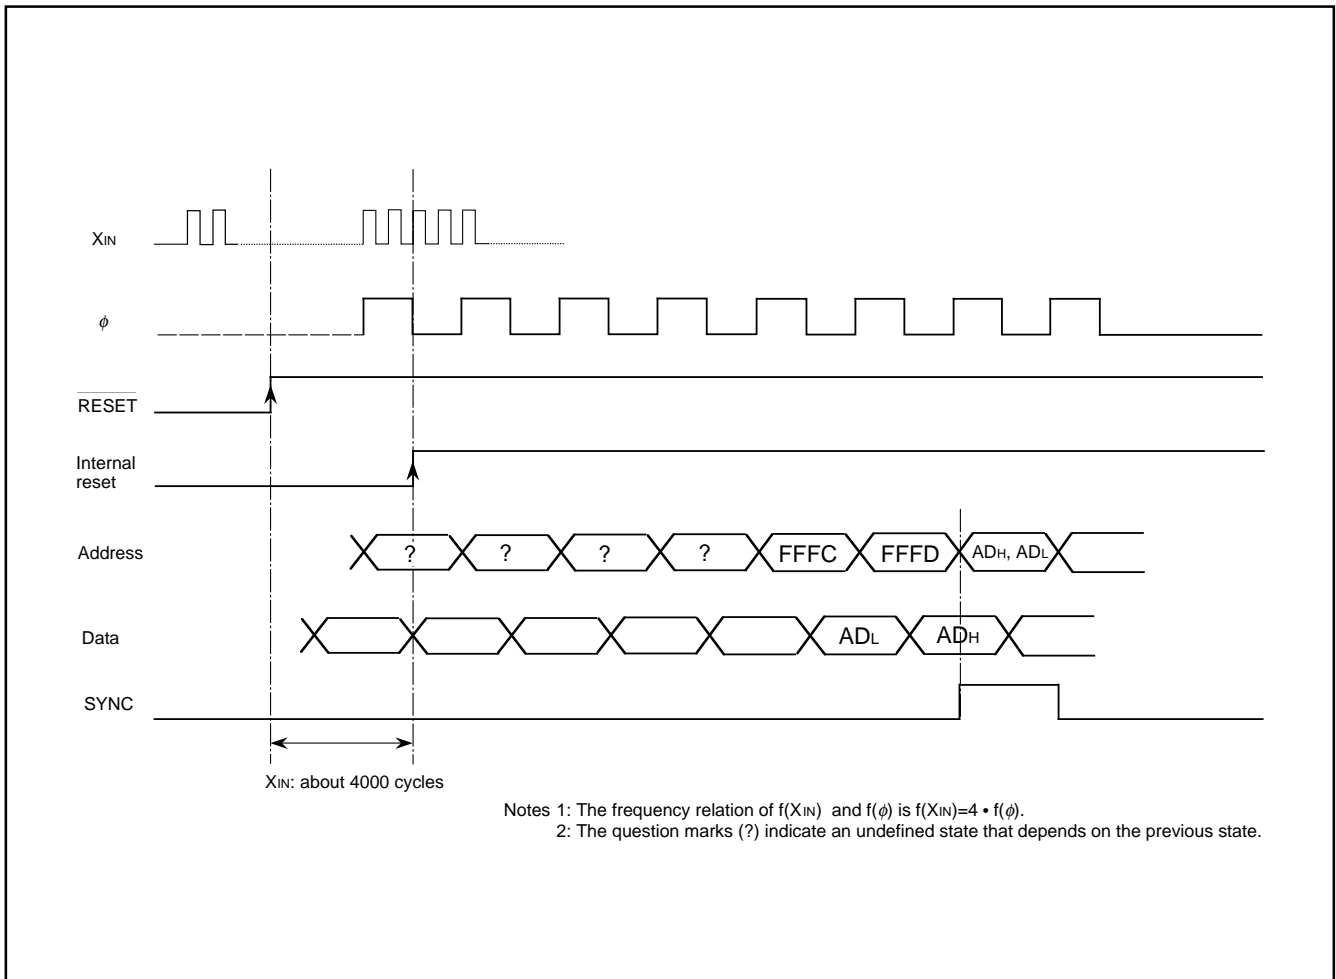 XIN
ϕ
RESET
Internal
reset
Address ? ? ? ? FFFC FFFD ADH, ADL
Data ADL ADH
SYNC
XIN: about 4000 cycles
Notes 1: The frequency relation of f(XIN) and f(ϕ) is f(XIN)=4 • f(ϕ).
2: The question marks (?) indicate an undefined state that depends on the previous state.